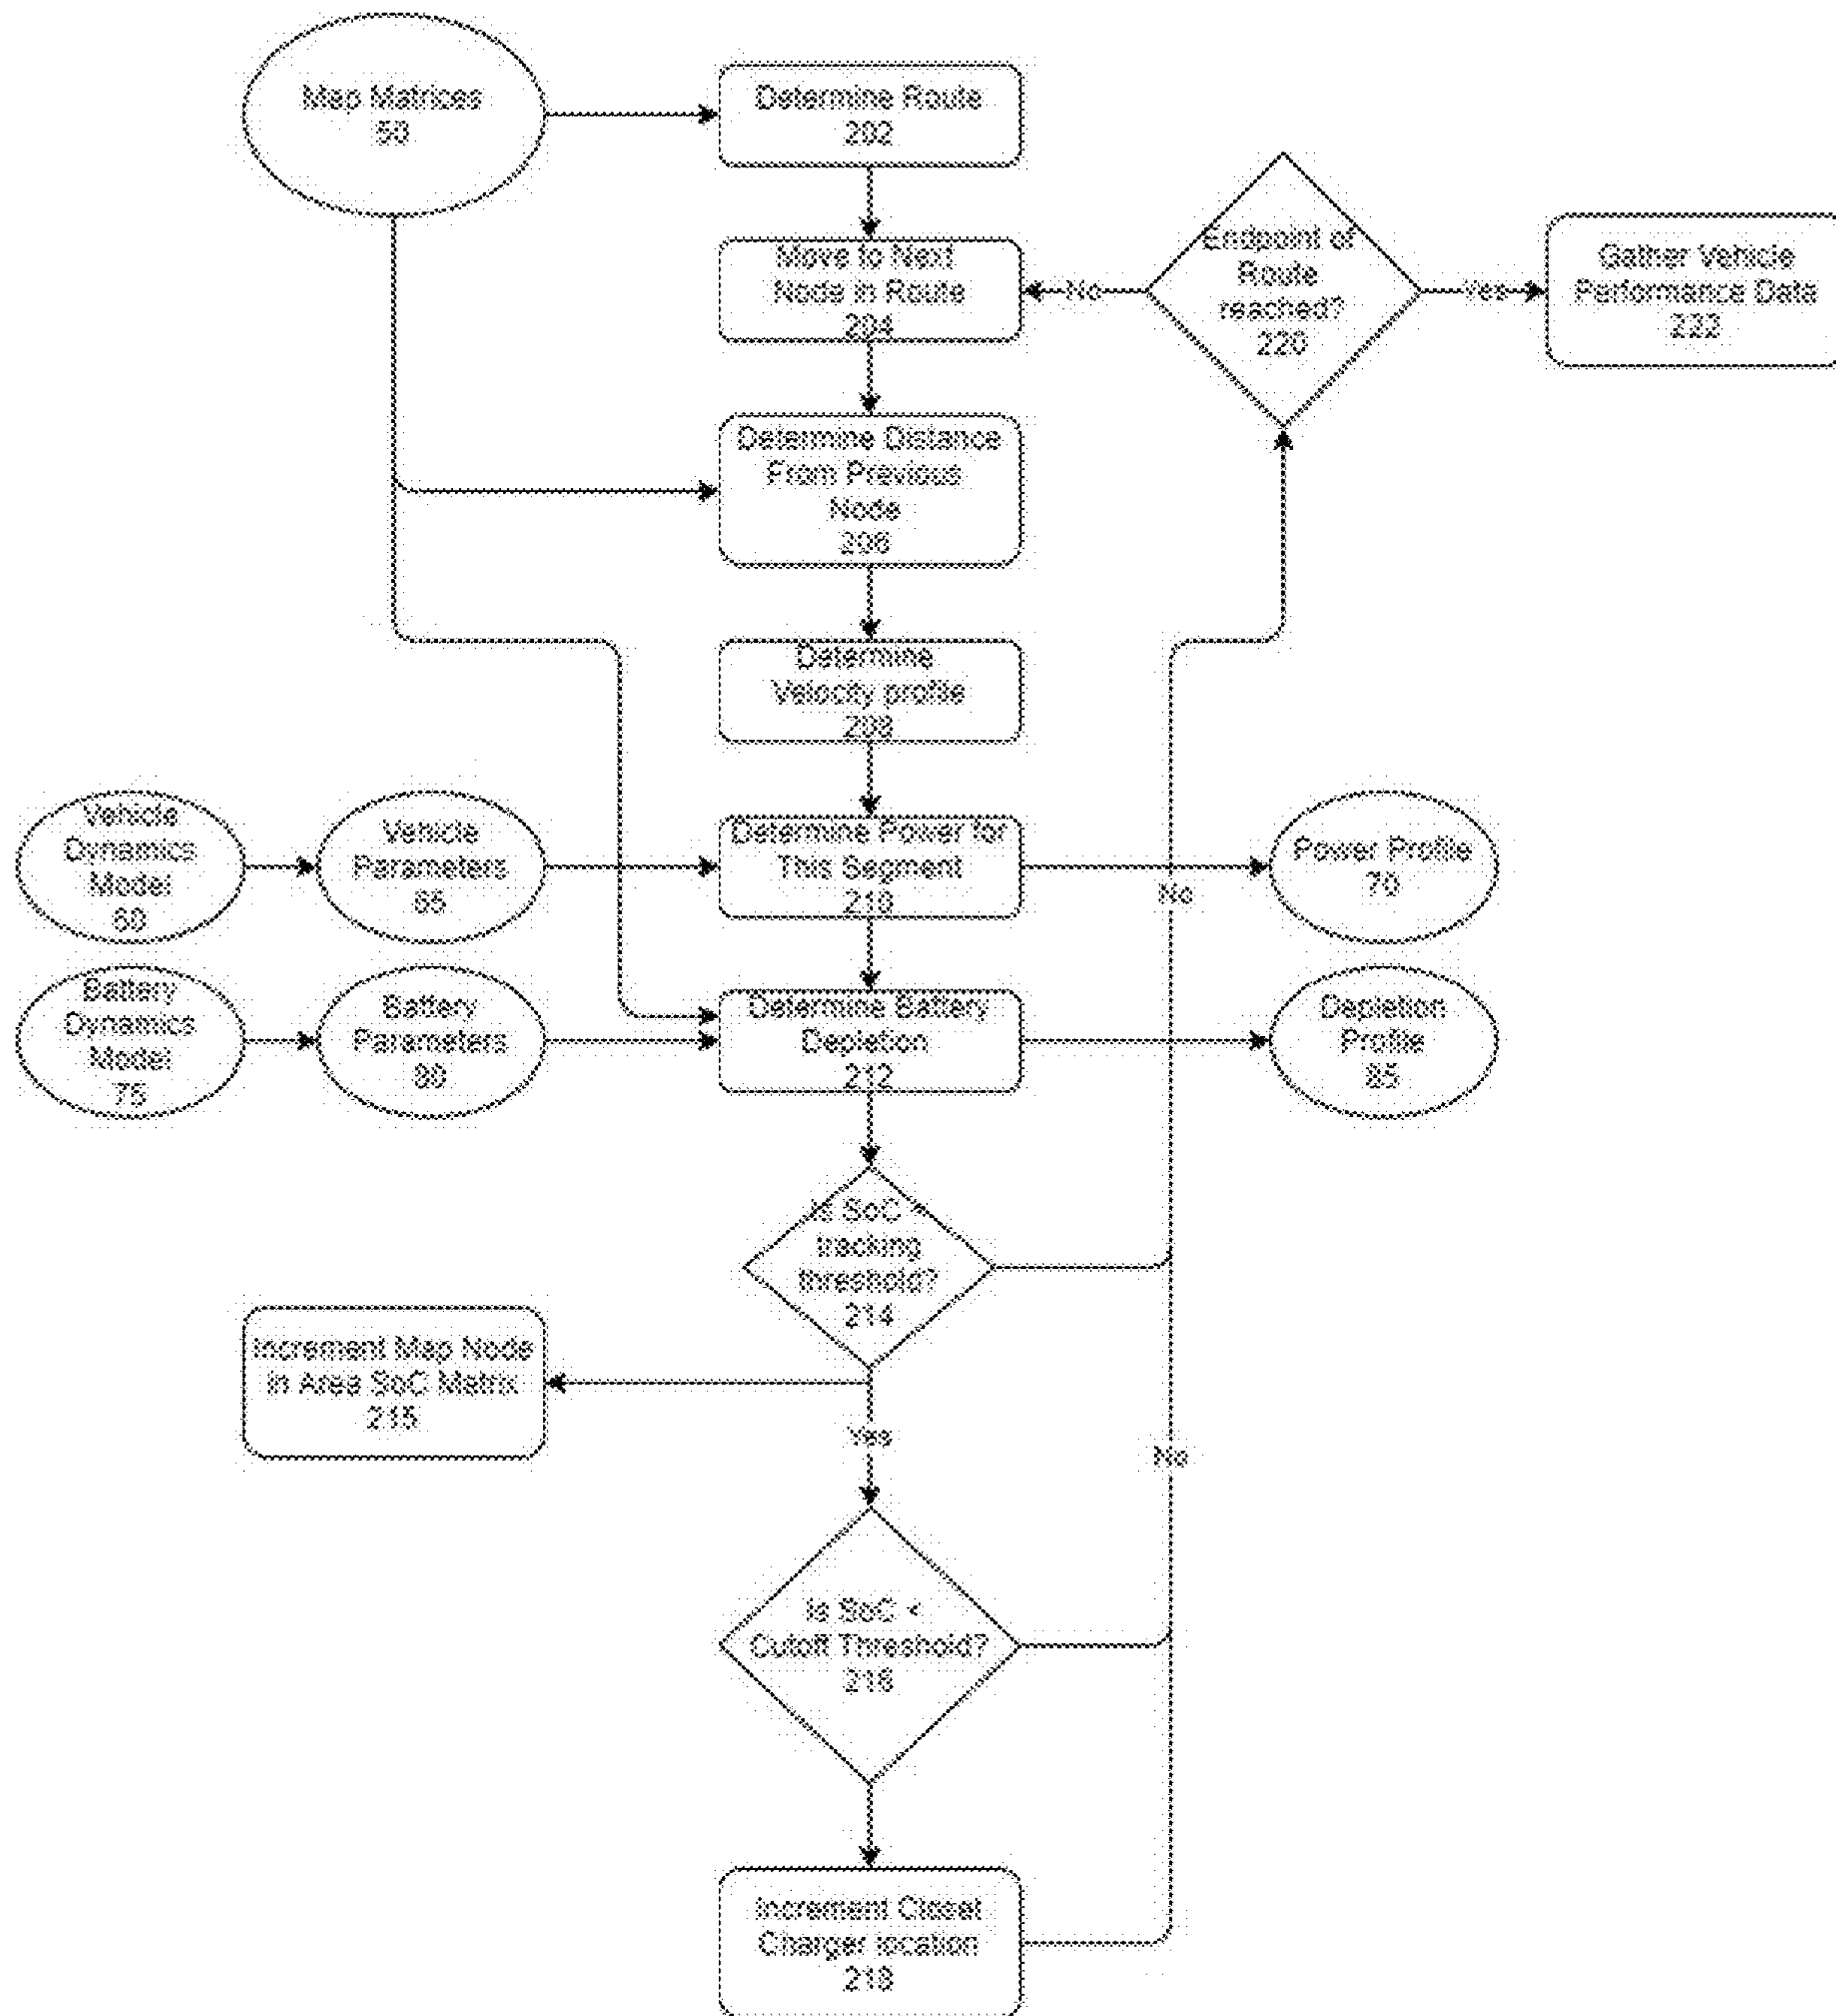 Map Matrices
50
Determine Route
202
Move to Next
Node in Route
204
Endpoint of
Route
reached?
220
No
Yes
Gather Vehicle
Performance Data
222
Determine Distance
From Previous
Node
206
Determine
Velocity profile
208
Vehicle
Dynamics
Model
60
Vehicle
Parameters
65
Determine Power for
This Segment
210
Power Profile
70
No
Battery
Dynamics
Model
75
Battery
Parameters
80
Determine Battery
Depletion
212
Depletion
Profile
85
Is SoC <
tracking
threshold?
214
Increment Map Node
in Area SoC Matrix
215
Yes
No
Is SoC <
Cutoff Threshold?
216
Increment Closet
Charger location
218